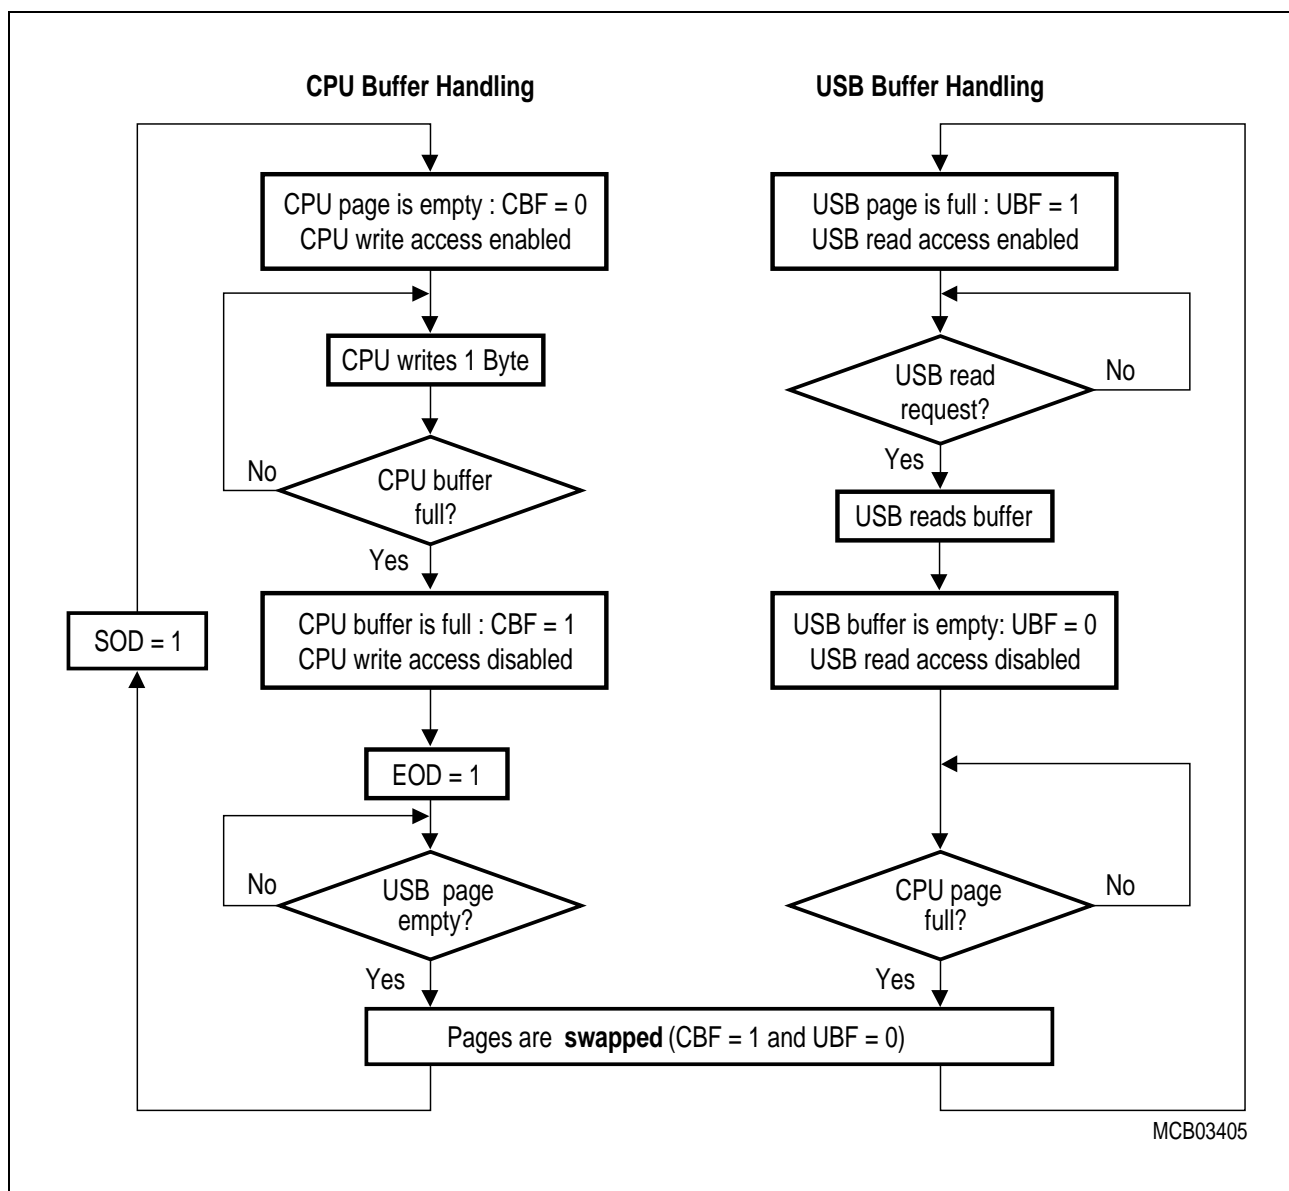 CPU Buffer Handling
CPU page is empty : CBF = 0
CPU write access enabled
CPU writes 1 Byte
CPU buffer
full?
No
Yes
CPU buffer is full : CBF = 1
CPU write access disabled
SOD = 1
EOD = 1
USB page
empty?
No
Yes
USB Buffer Handling
USB page is full : UBF = 1
USB read access enabled
USB read
request?
No
Yes
USB reads buffer
USB buffer is empty: UBF = 0
USB read access disabled
CPU page
full?
No
Yes
Pages are swapped (CBF = 1 and UBF = 0)
MCB03405